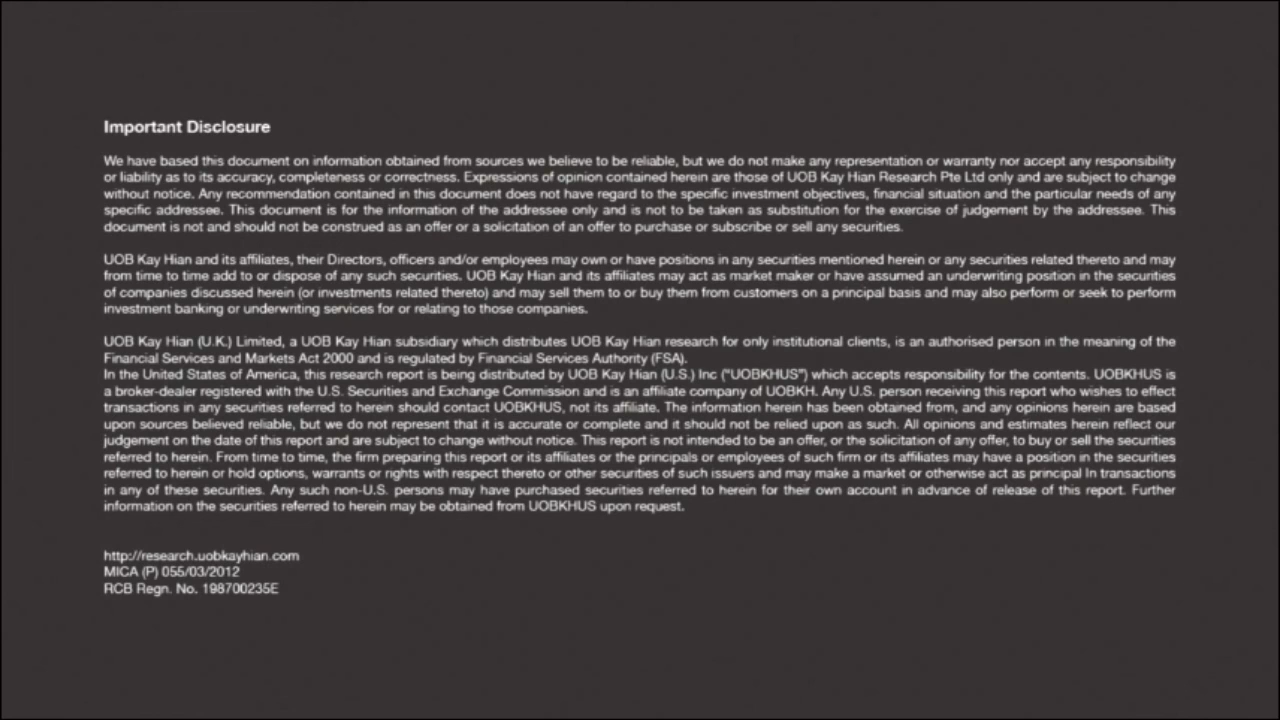 Important Disclosure
We have based this document on information obtained from sources we believe to be reliable, but we do not make any representation or warranty nor accept any responsibility
or liability as to its accuracy, completeness or correctness. Expressions of opinion contained herein are those of UOB Kay Hian Research Pte Ltd only and are subject to change
without notice. Any recommendation contained in this document does not have regard to the specific investment objectives, financial situation and the particular needs of any
specific addressee. This document is for the information of the addressee only and is not to be taken as substitution for the exercise of judgement by the addressee. This
document is not and should not be construed as an offer or a solicitation of an offer to purchase or subscribe or sell any securities.
UOB Kay Hian and its affiliates, their Directors, officers and/or employees may own or have positions in any securities mentioned herein or any securities related thereto and may
from time to time add to or dispose of any such securities. UOB Kay Hian and its affiliates may act as market maker or have assumed an underwriting position in the securities
of companies discussed herein (or investments related thereto) and may sell them to or buy them from customers on a principal basis and may also perform or seek to perform
investment banking or underwriting services for or relating to those companies.
UOB Kay Hian (U.K.) Limited, a UOB Kay Hian subsidiary which distributes UOB Kay Hian research for only institutional clients, is an authorised person in the meaning of the
Financial Services and Markets Act 2000 and is regulated by Financial Services Authority (FSA).
In the United States of America, this research report is being distributed by UOB Kay Hian (U.S.) Inc ("UOBKHUS") which accepts responsibility for the contents. UOBKHUS is
a broker-dealer registered with the U.S. Securities and Exchange Commission and is an affiliate company of UOBKH. Any U.S. person receiving this report who wishes to effect
transactions in any securities referred to herein should contact UOBKHUS, not its affiliate. The information herein has been obtained from, and any opinions herein are based
upon sources believed reliable, but we do not represent that it is accurate or complete and it should not be relied upon as such. All opinions and estimates herein reflect our
judgement on the date of this report and are subject to change without notice. This report is not intended to be an offer, or the solicitation of any offer, to buy or sell the securities
referred to herein. From time to time, the firm preparing this report or its affiliates or the principals or employees of such firm or its affiliates may have a position in the securities
referred to herein or hold options, warrants or rights with respect thereto or other securities of such issuers and may make a market or otherwise act as principal In transactions
in any of these securities. Any such non-U.S. persons may have purchased securities referred to herein for their own account in advance of release of this report. Further
information on the securities referred to herein may be obtained from UOBKHUS upon request.
http://research.uobkayhian.com
MICA (P) 055/03/2012
RCB Regn. No. 198700235E